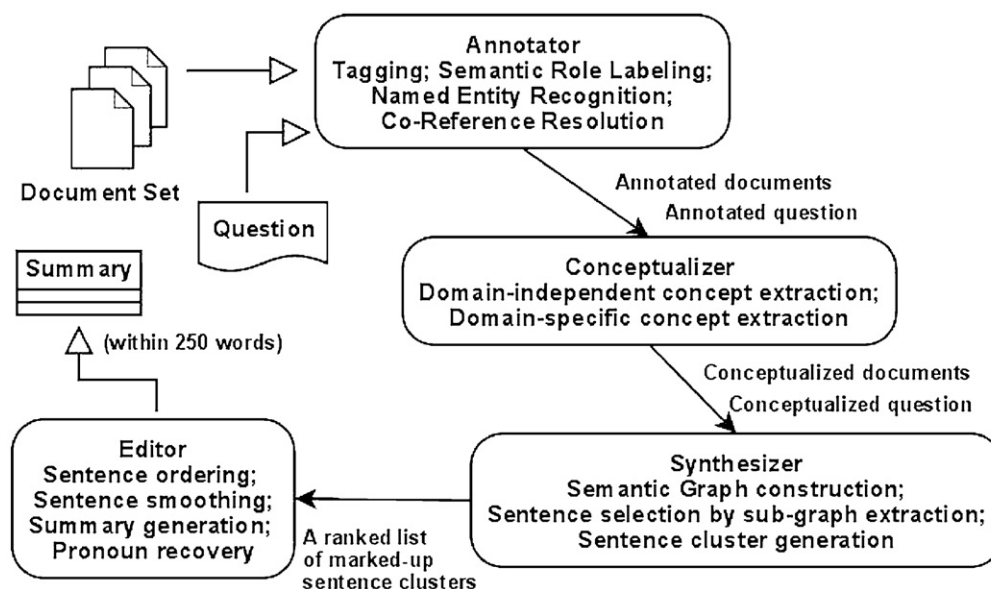 Annotator
Tagging; Semantic Role Labeling;
Named Entity Recognition;
Co-Reference Resolution
Document Set
Question
Annotated documents
Annotated question
Conceptualizer
Domain-independent concept extraction;
Domain-specific concept extraction
Conceptualized documents
Conceptualized question
Synthesizer
Semantic Graph construction;
Sentence selection by sub-graph extraction;
Sentence cluster generation
A ranked list
of marked-up
sentence clusters
Editor
Sentence ordering;
Sentence smoothing;
Summary generation;
Pronoun recovery
(within 250 words)
Summary